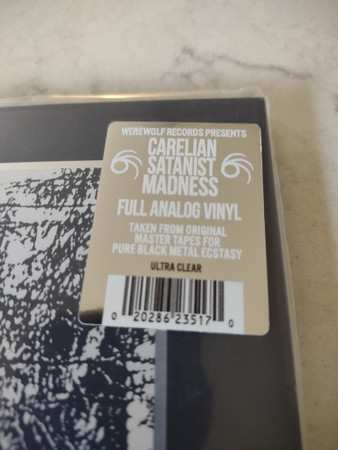 WEREWOLF RECORDS PRESENTS
CARELIAN
SATANIST
MADNESS
FULL ANALOG VINYL
TAKEN FROM ORIGINAL
MASTER TAPES FOR
PURE BLACK METAL ECSTASY
ULTRA CLEAR
0 20286 23517 0